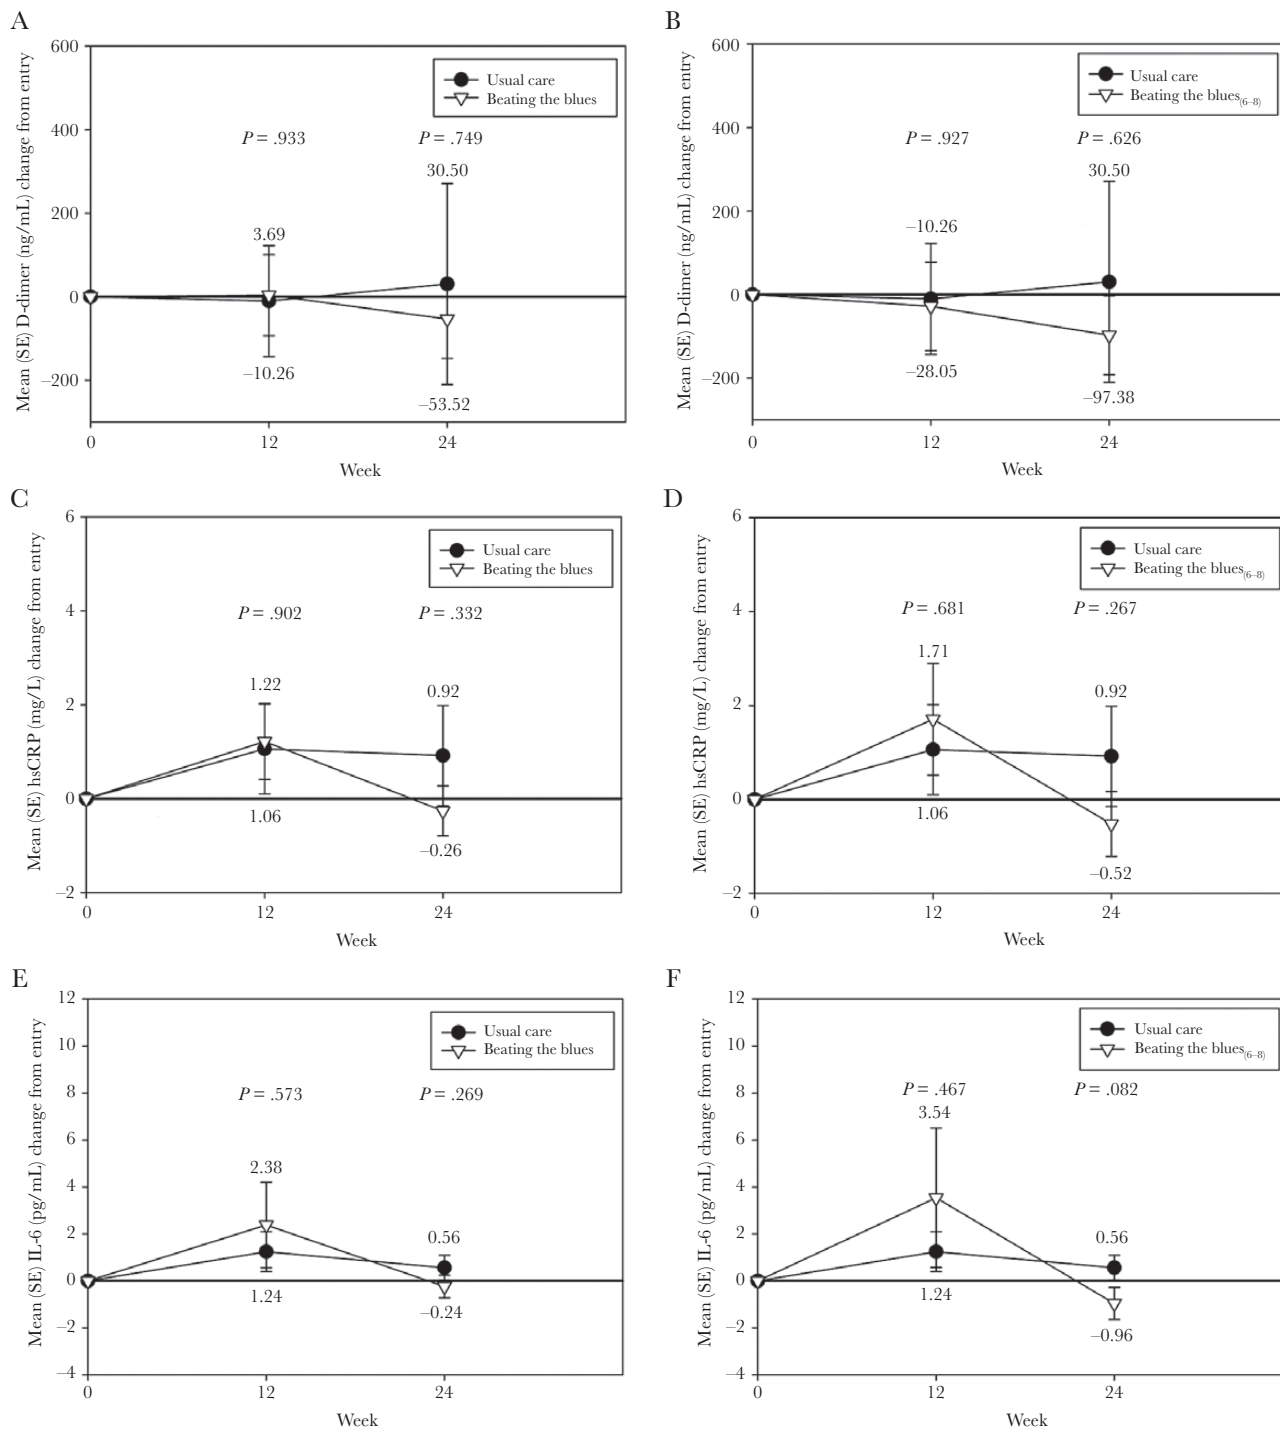 A
Mean (SE) D-dimer (ng/mL) change from entry
600
400
200
0
–200
Usual care
Beating the blues
P = .933
P = .749
30.50
3.69
–10.26
–53.52
0
12
24
Week
B
Mean (SE) D-dimer (ng/mL) change from entry
600
400
200
0
–200
Usual care
Beating the blues(6–8)
P = .927
P = .626
30.50
–10.26
–28.05
–97.38
0
12
24
Week
C
Mean (SE) hsCRP (mg/L) change from entry
6
4
2
0
–2
Usual care
Beating the blues
P = .902
P = .332
1.22
0.92
1.06
–0.26
0
12
24
Week
D
Mean (SE) hsCRP (mg/L) change from entry
6
4
2
0
–2
Usual care
Beating the blues(6–8)
P = .681
P = .267
1.71
0.92
1.06
–0.52
0
12
24
Week
E
Mean (SE) IL-6 (pg/mL) change from entry
12
10
8
6
4
2
0
–2
–4
Usual care
Beating the blues
P = .573
P = .269
2.38
0.56
1.24
–0.24
0
12
24
Week
F
Mean (SE) IL-6 (pg/mL) change from entry
12
10
8
6
4
2
0
–2
–4
Usual care
Beating the blues(6–8)
P = .467
P = .082
3.54
0.56
1.24
–0.96
0
12
24
Week